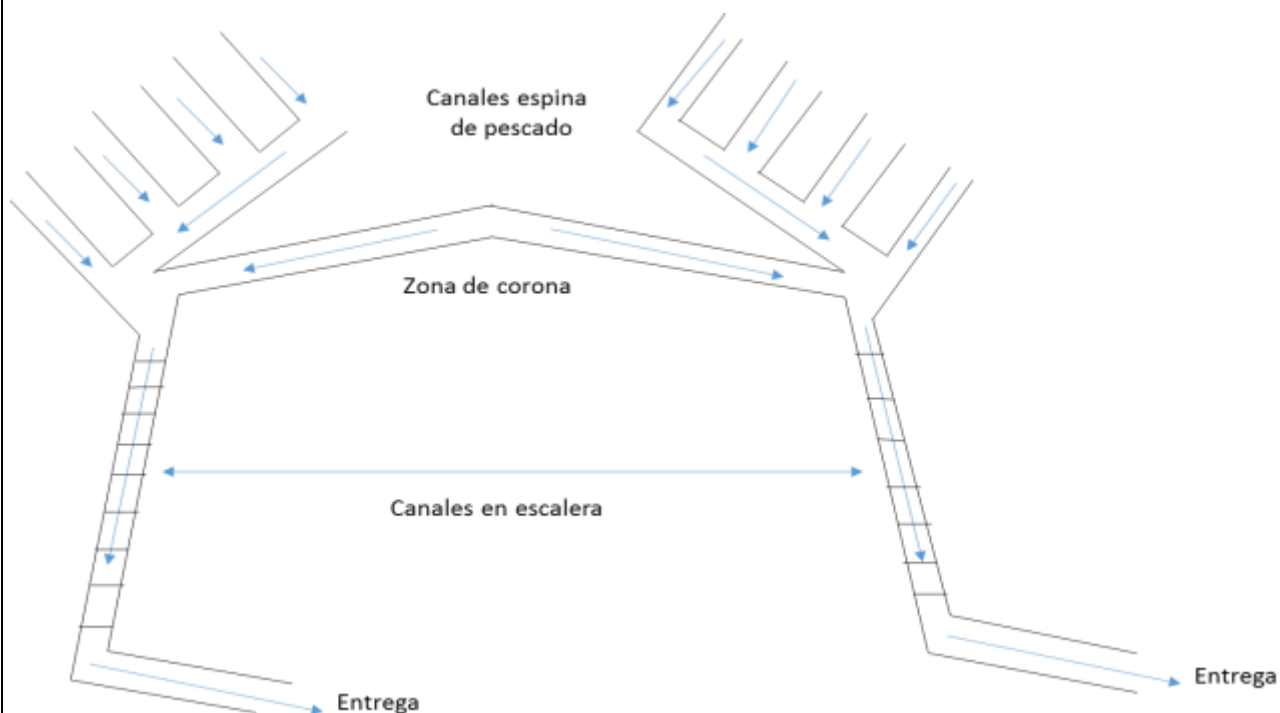 Canales espina
de pescado
Zona de corona
Canales en escalera
Entrega
Entrega